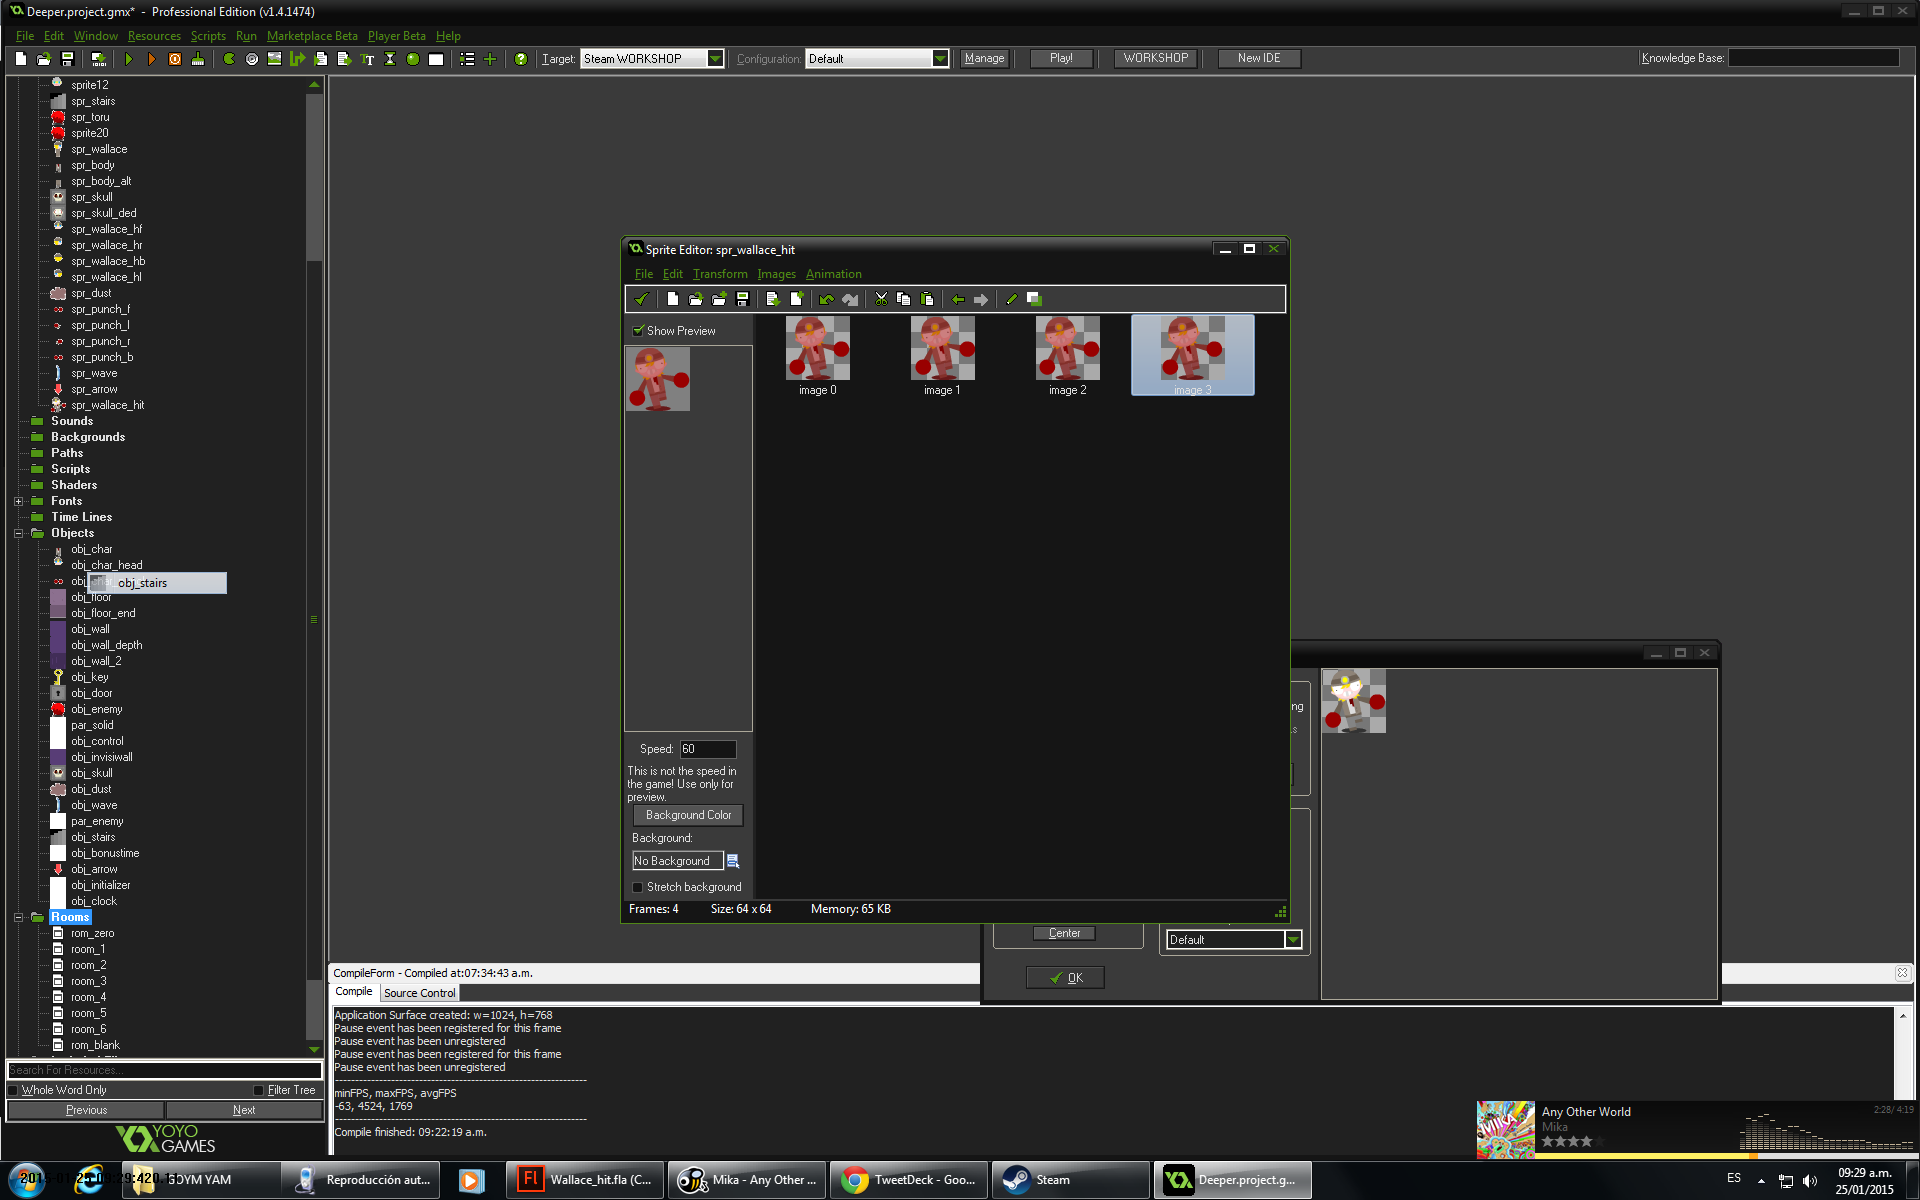 Deeper.project.gmx* - Professional Edition (v1.4.1474)
File Edit Window Resources Scripts Run Marketplace Beta Player Beta Help
Target: Steam WORKSHOP Configuration: Default Manage Play! WORKSHOP New IDE Knowledge Base:
sprite12
spr_stairs
spr_toru
sprite20
spr_wallace
spr_body
spr_body_alt
spr_skull
spr_skull_ded
spr_wallace_hf
spr_wallace_hr
spr_wallace_hb
spr_wallace_hl
spr_dust
spr_punch_f
spr_punch_l
spr_punch_r
spr_punch_b
spr_wave
spr_arrow
spr_wallace_hit
Sounds
Backgrounds
Paths
Scripts
Shaders
Fonts
Time Lines
Objects
obj_char
obj_char_head
obj_stairs
obj_floor
obj_floor_end
obj_wall
obj_wall_depth
obj_wall_2
obj_key
obj_door
obj_enemy
par_solid
obj_control
obj_invisiwall
obj_skull
obj_dust
obj_wave
par_enemy
obj_stairs
obj_bonustime
obj_arrow
obj_initializer
obj_clock
Rooms
rom_zero
room_1
room_2
room_3
room_4
room_5
room_6
rom_blank
Search For Resources...
Whole Word Only Filter Tree
Previous Next
YOYO
GAMES
Sprite Editor: spr_wallace_hit
File Edit Transform Images Animation
Show Preview
image 0 image 1 image 2 image 3
Speed: 60
This is not the speed in
the game! Use only for
preview.
Background Color
Background:
No Background
Stretch background
Frames: 4 Size: 64 x 64 Memory: 65 KB
ng
s
Center
Default
OK
CompileForm - Compiled at:07:34:43 a.m.
Compile Source Control
Application Surface created: w=1024, h=768
Pause event has been registered for this frame
Pause event has been unregistered
Pause event has been registered for this frame
Pause event has been unregistered
minFPS, maxFPS, avgFPS
-63, 4524, 1769
Compile finished: 09:22:19 a.m.
MIKA
Any Other World
Mika
2:28/ 4:19
GOYM YAM
Reproducción aut...
Fl
Wallace_hit.fla (C...
Mika - Any Other ...
TweetDeck - Goo...
Steam
Deeper.project.g...
ES
09:29 a.m.
25/01/2015